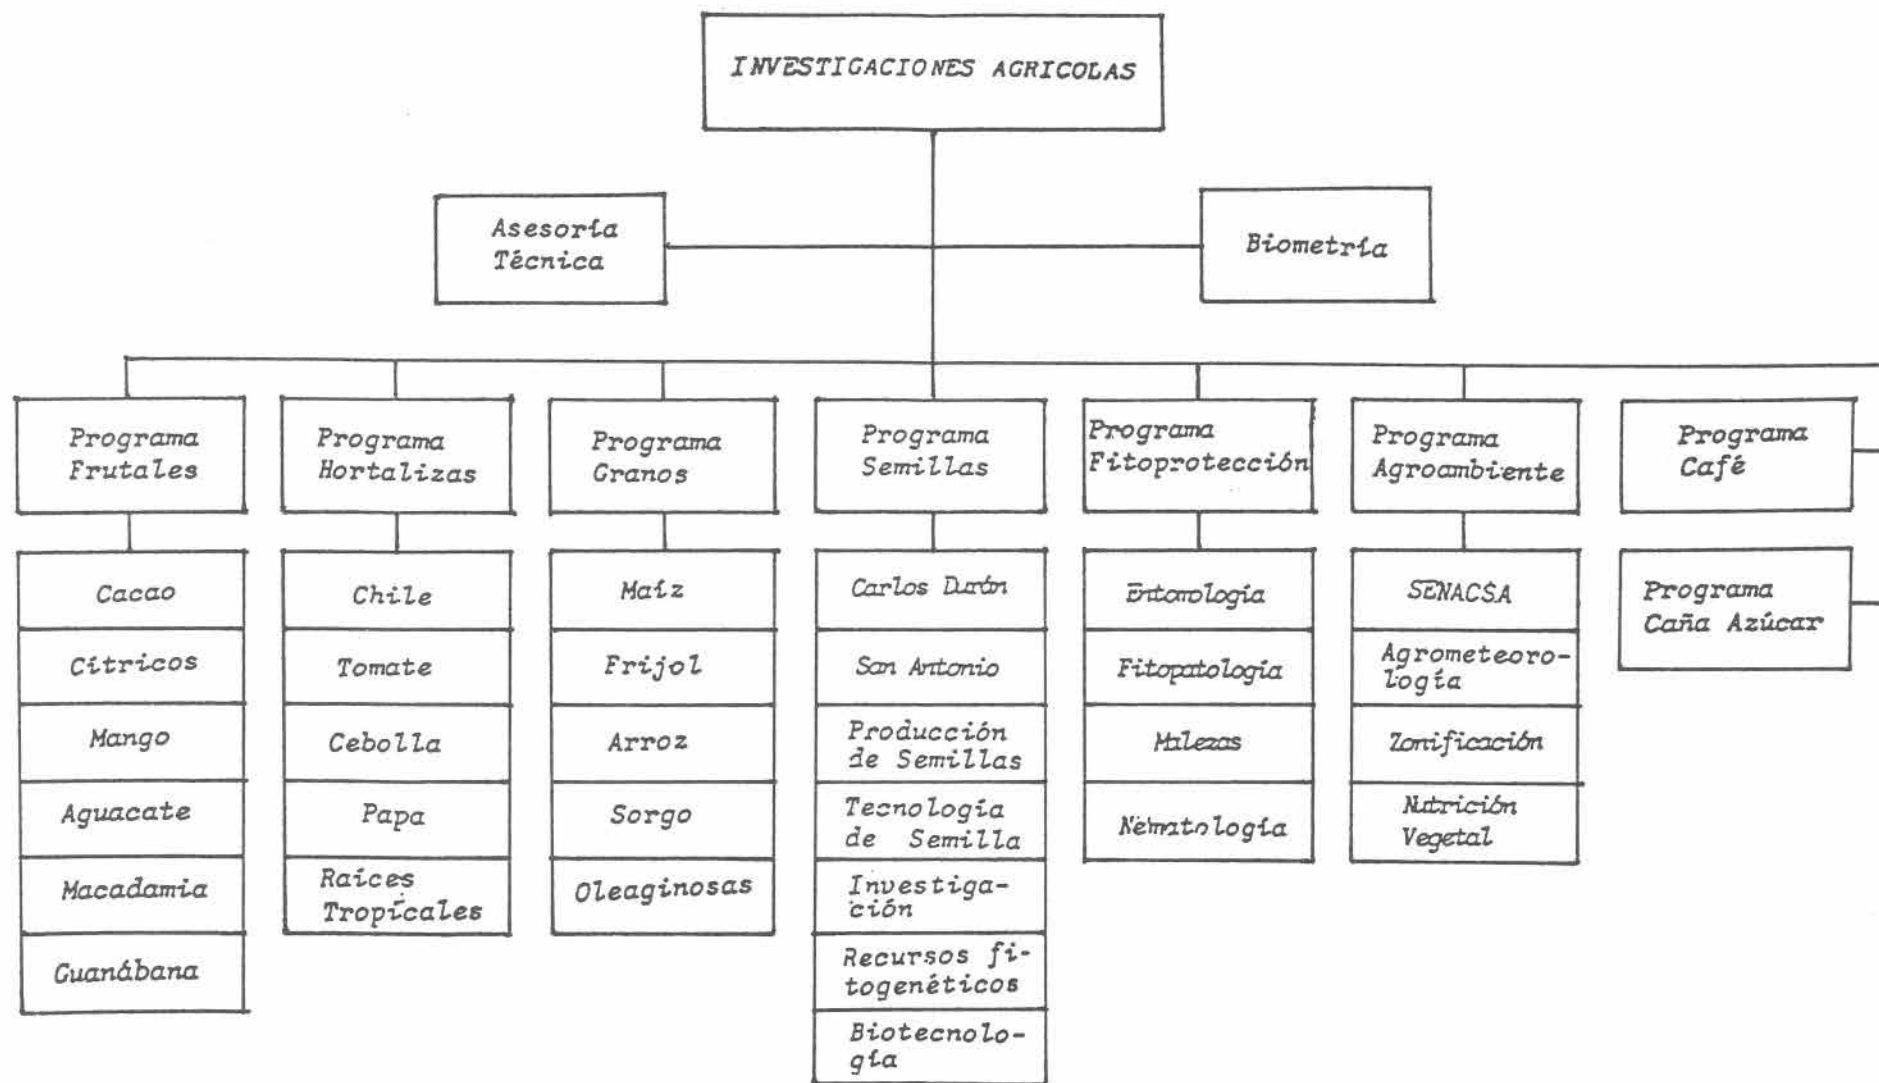 INVESTIGACIONES AGRICOLAS
Asesoría
Técnica
Biometría
Programa
Frutales
Programa
Hortalizas
Programa
Granos
Programa
Semillas
Programa
Fitoprotección
Programa
Agroambiente
Programa
Café
Cacao
Cítricos
Mango
Aguacate
Macadamia
Guanábana
Chile
Tomate
Cebolla
Papa
Raíces
Tropicales
Maíz
Frijol
Arroz
Sorgo
Oleaginosas
Carlos Durán
San Antonio
Producción
de Semillas
Tecnología
de Semilla
Investiga-
ción
Recursos fi-
togenéticos
Biotecnolo-
gía
Entomología
Fitopatología
Malezas
Nematología
SENACSA
Agrometeoro-
logía
Zonificación
Nutrición
Vegetal
Programa
Caña Azúcar